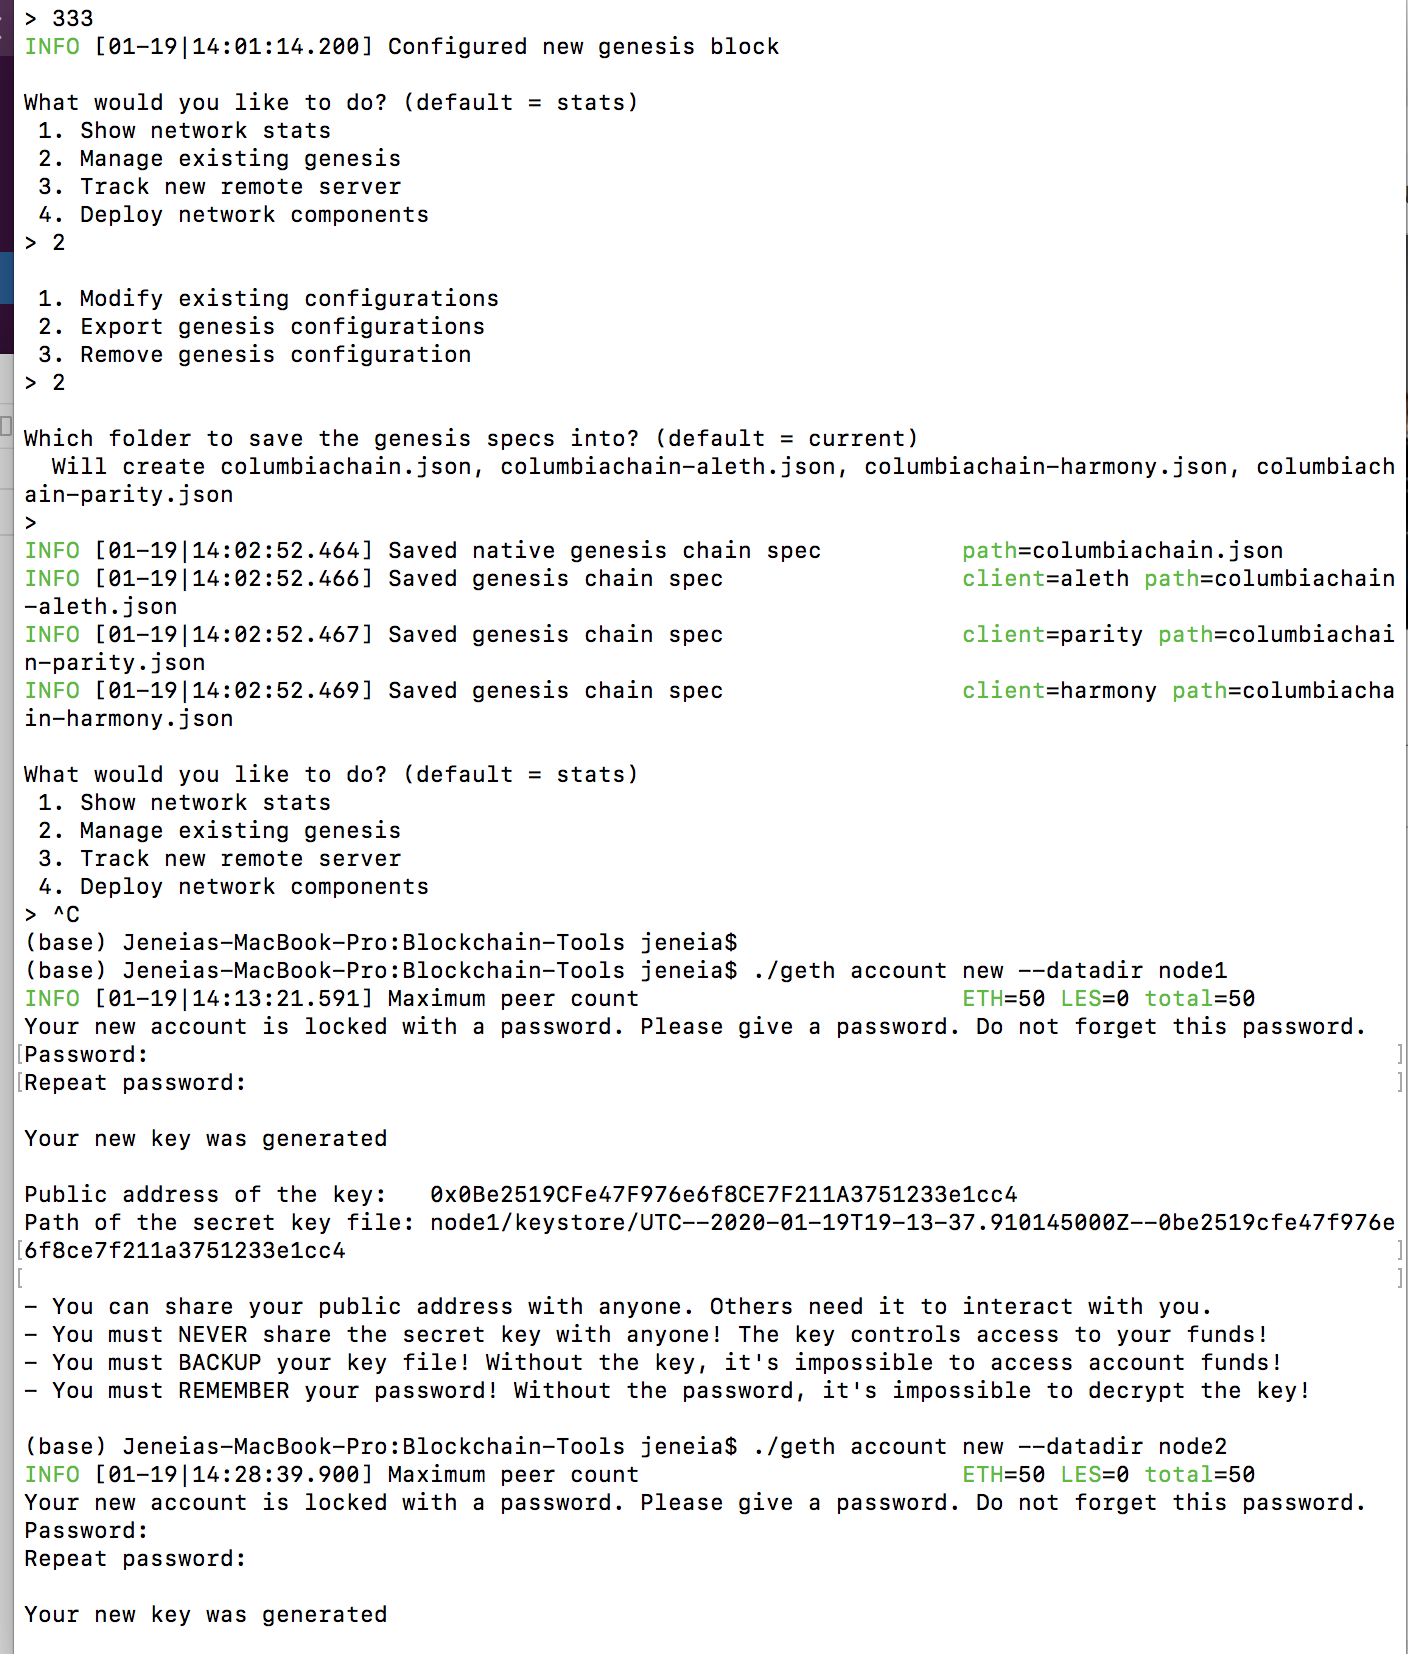 > 333
INFO [01-19|14:01:14.200] Configured new genesis block
What would you like to do? (default = stats)
1. Show network stats
2. Manage existing genesis
3. Track new remote server
4. Deploy network components
> 2
1. Modify existing configurations
2. Export genesis configurations
3. Remove genesis configuration
> 2
Which folder to save the genesis specs into? (default = current)
Will create columbiachain.json, columbiachain-aleth.json, columbiachain-harmony.json, columbiach
ain-parity.json
>
INFO [01-19|14:02:52.464] Saved native genesis chain spec path=columbiachain.json
INFO [01-19|14:02:52.466] Saved genesis chain spec client=aleth path=columbiachain
-aleth.json
INFO [01-19|14:02:52.467] Saved genesis chain spec client=parity path=columbiachai
n-parity.json
INFO [01-19|14:02:52.469] Saved genesis chain spec client=harmony path=columbiacha
in-harmony.json
What would you like to do? (default = stats)
1. Show network stats
2. Manage existing genesis
3. Track new remote server
4. Deploy network components
> ^C
(base) Jeneias-MacBook-Pro:Blockchain-Tools jeneia$
(base) Jeneias-MacBook-Pro:Blockchain-Tools jeneia$ ./geth account new --datadir node1
INFO [01-19|14:13:21.591] Maximum peer count ETH=50 LES=0 total=50
Your new account is locked with a password. Please give a password. Do not forget this password.
[Password: ]
[Repeat password: ]
Your new key was generated
Public address of the key: 0x0Be2519CFe47F976e6f8CE7F211A3751233e1cc4
Path of the secret key file: node1/keystore/UTC--2020-01-19T19-13-37.910145000Z--0be2519cfe47f976e
[6f8ce7f211a3751233e1cc4 ]
[ ]
- You can share your public address with anyone. Others need it to interact with you.
- You must NEVER share the secret key with anyone! The key controls access to your funds!
- You must BACKUP your key file! Without the key, it's impossible to access account funds!
- You must REMEMBER your password! Without the password, it's impossible to decrypt the key!
(base) Jeneias-MacBook-Pro:Blockchain-Tools jeneia$ ./geth account new --datadir node2
INFO [01-19|14:28:39.900] Maximum peer count ETH=50 LES=0 total=50
Your new account is locked with a password. Please give a password. Do not forget this password.
Password:
Repeat password:
Your new key was generated